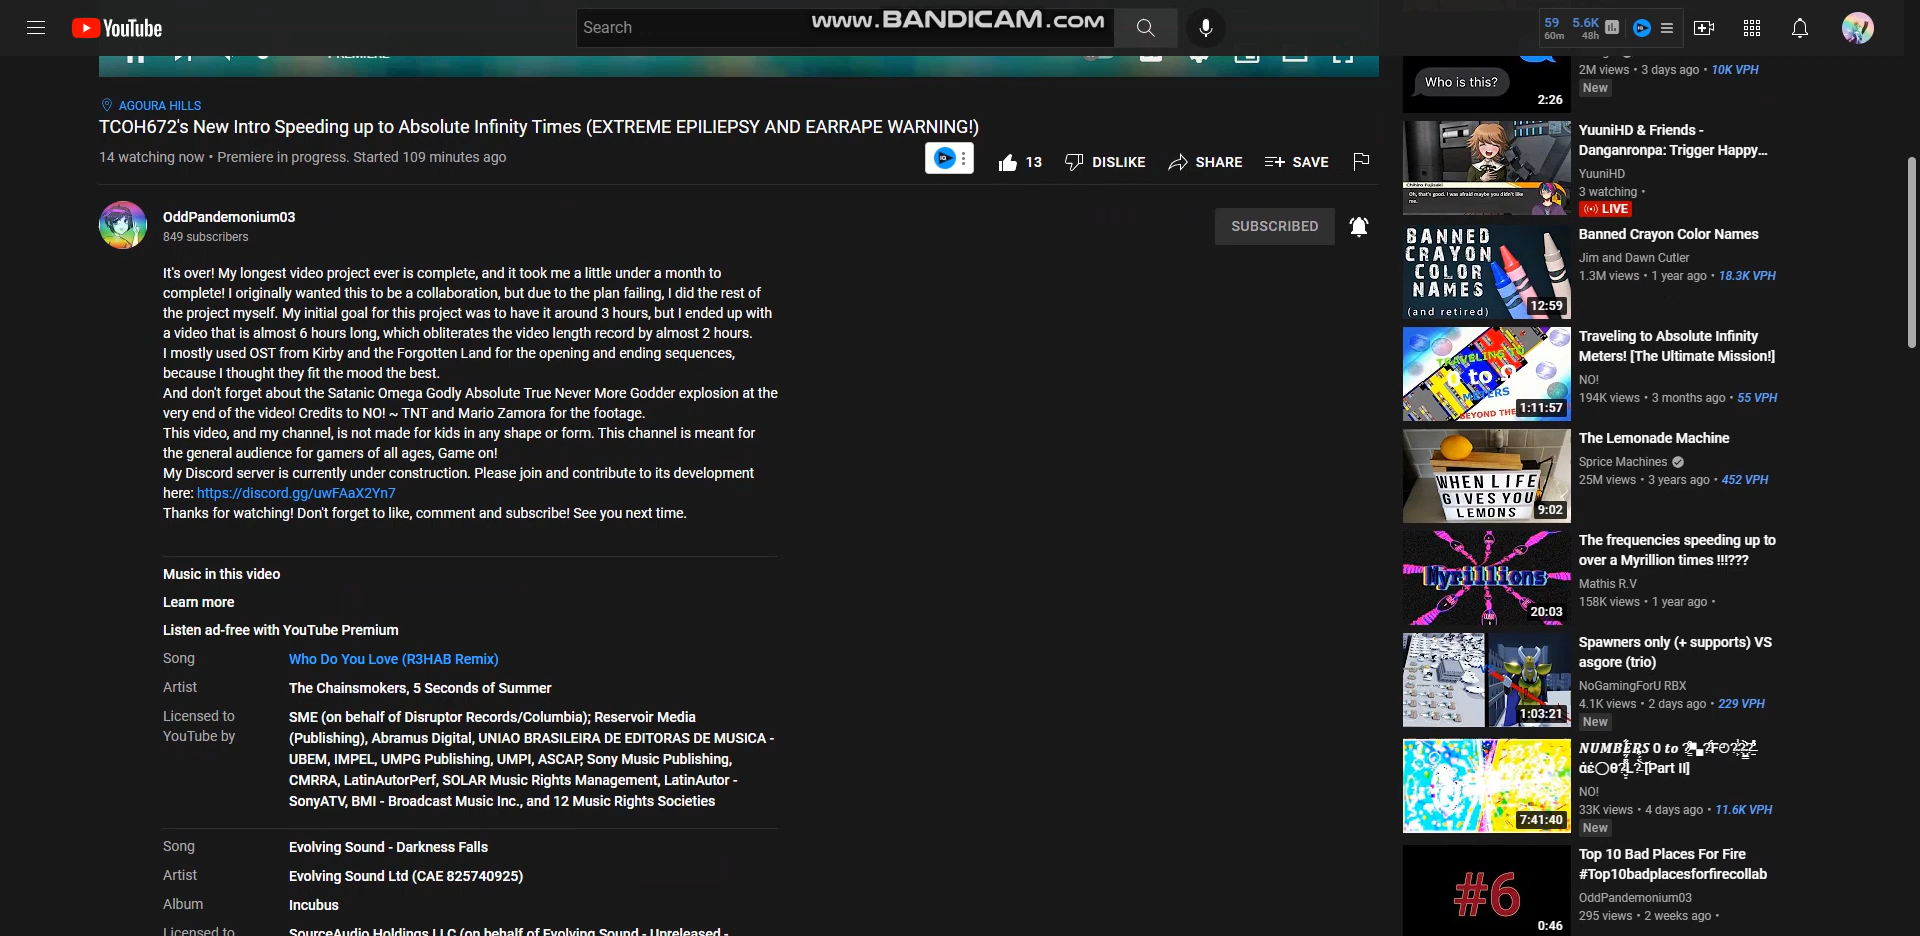 YouTube
Search
www.BANDICAM.com
59
60m
5.6K
48h
AGOURA HILLS
TCOH672's New Intro Speeding up to Absolute Infinity Times (EXTREME EPILIEPSY AND EARRAPE WARNING!)
14 watching now • Premiere in progress. Started 109 minutes ago
13
DISLIKE
SHARE
SAVE
OddPandemonium03
849 subscribers
SUBSCRIBED
It's over! My longest video project ever is complete, and it took me a little under a month to
complete! I originally wanted this to be a collaboration, but due to the plan failing, I did the rest of
the project myself. My initial goal for this project was to have it around 3 hours, but I ended up with
a video that is almost 6 hours long, which obliterates the video length record by almost 2 hours.
I mostly used OST from Kirby and the Forgotten Land for the opening and ending sequences,
because I thought they fit the mood the best.
And don't forget about the Satanic Omega Godly Absolute True Never More Godder explosion at the
very end of the video! Credits to NO! ~ TNT and Mario Zamora for the footage.
This video, and my channel, is not made for kids in any shape or form. This channel is meant for
the general audience for gamers of all ages, Game on!
My Discord server is currently under construction. Please join and contribute to its development
here: https://discord.gg/uwFAaX2Yn7
Thanks for watching! Don't forget to like, comment and subscribe! See you next time.
Music in this video
Learn more
Listen ad-free with YouTube Premium
Song
Who Do You Love (R3HAB Remix)
Artist
The Chainsmokers, 5 Seconds of Summer
Licensed to
YouTube by
SME (on behalf of Disruptor Records/Columbia); Reservoir Media
(Publishing), Abramus Digital, UNIAO BRASILEIRA DE EDITORAS DE MUSICA -
UBEM, IMPEL, UMPG Publishing, UMPI, ASCAP, Sony Music Publishing,
CMRRA, LatinAutorPerf, SOLAR Music Rights Management, LatinAutor -
SonyATV, BMI - Broadcast Music Inc., and 12 Music Rights Societies
Song
Evolving Sound - Darkness Falls
Artist
Evolving Sound Ltd (CAE 825740925)
Album
Incubus
Licensed to
SourceAudio Holdings LLC (on behalf of Evolving Sound - Unreleased -
Who is this?
2:26
2M views • 3 days ago • 10K VPH
New
YuuniHD & Friends -
Danganronpa: Trigger Happy...
YuuniHD
3 watching •
LIVE
BANNED
CRAYON
COLOR
NAMES
(and retired)
12:59
Banned Crayon Color Names
Jim and Dawn Cutler
1.3M views • 1 year ago • 18.3K VPH
TRAVELING TO
0 to
METERS
BEYOND THE
1:11:57
Traveling to Absolute Infinity
Meters! [The Ultimate Mission!]
NO!
194K views • 3 months ago • 55 VPH
WHEN LIFE
GIVES YOU
LEMONS
9:02
The Lemonade Machine
Sprice Machines
25M views • 3 years ago • 452 VPH
Myrillions
20:03
The frequencies speeding up to
over a Myrillion times !!!???
Mathis R.V
158K views • 1 year ago •
1:03:21
Spawners only (+ supports) VS
asgore (trio)
NoGamingForU RBX
4.1K views • 2 days ago • 229 VPH
New
7:41:40
NUMBERS 0 to
[Part II]
NO!
33K views • 4 days ago • 11.6K VPH
New
#6
0:46
Top 10 Bad Places For Fire
#Top10badplacesforfirecollab
OddPandemonium03
295 views • 2 weeks ago •